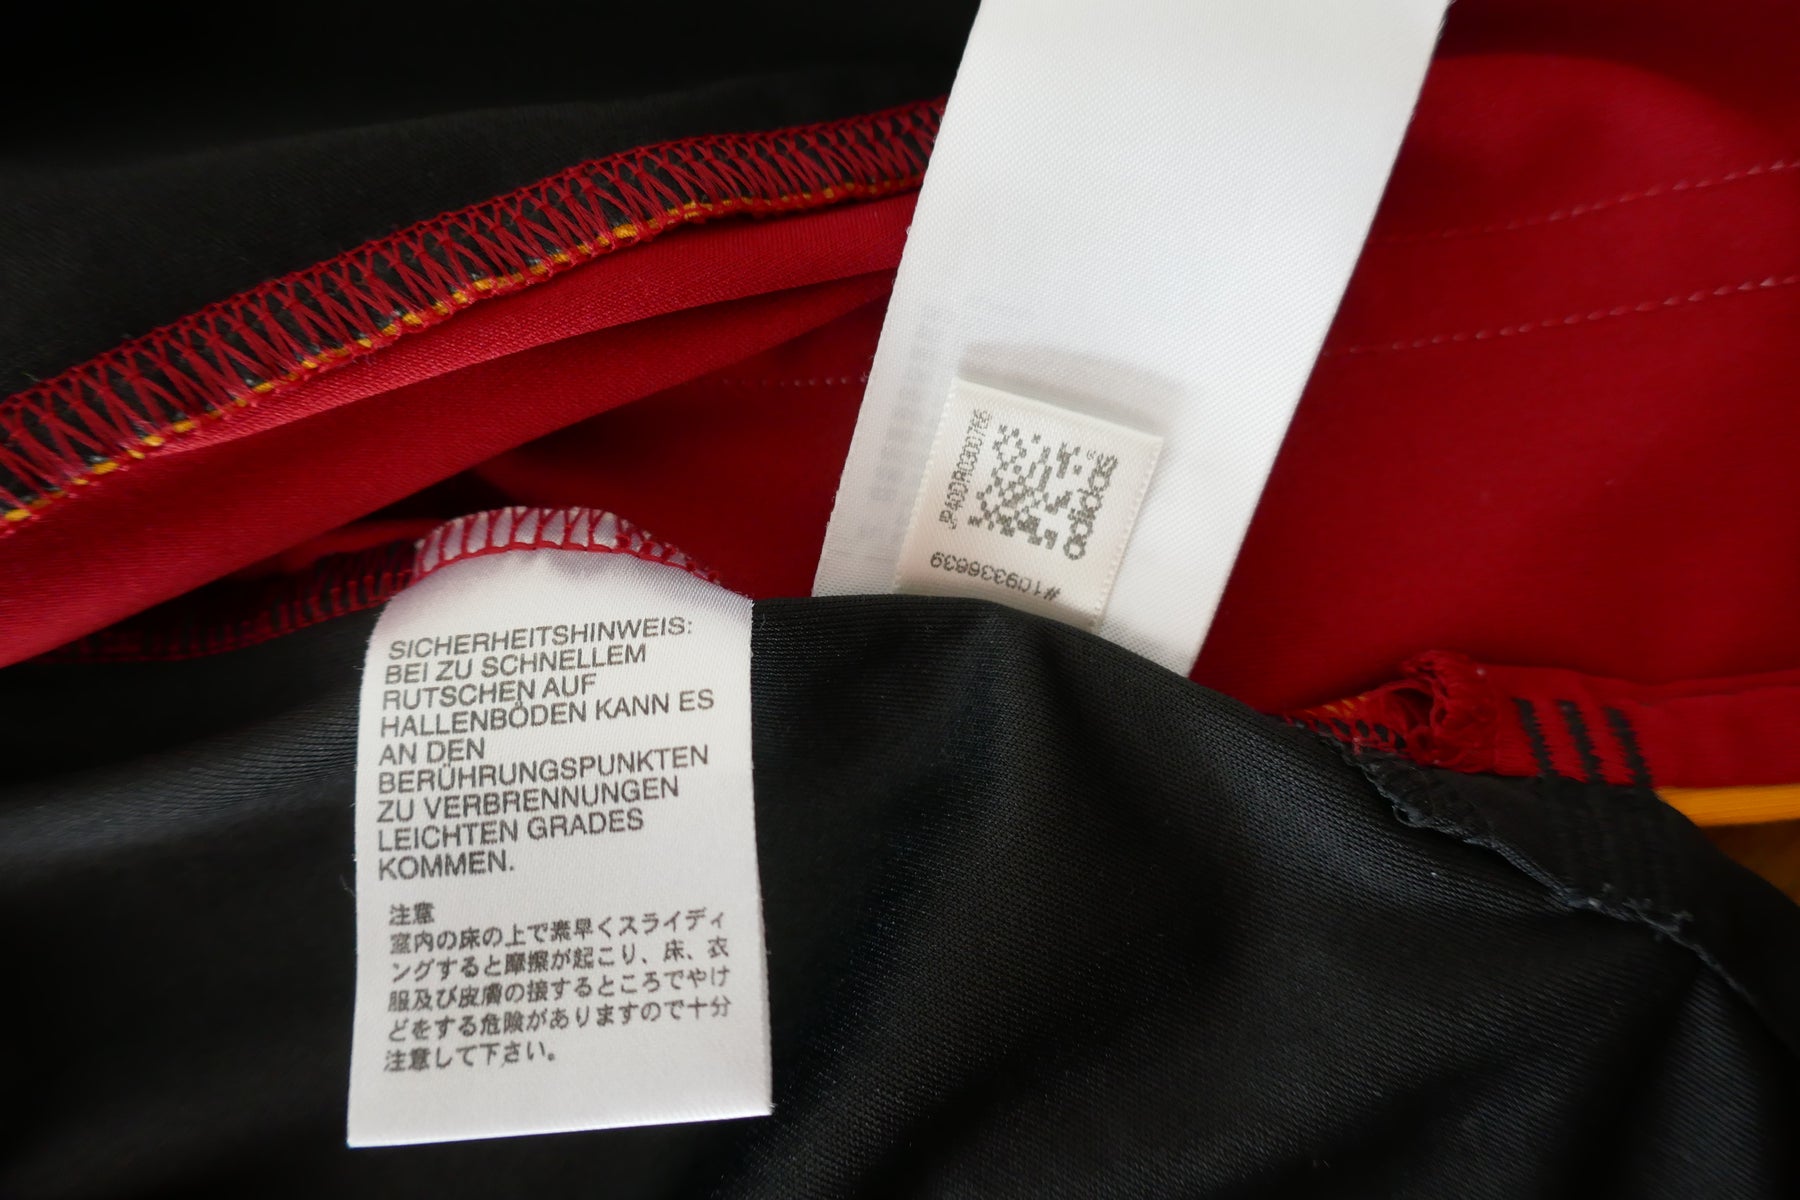 JP40DR0300766
adidas
#109336639
SICHERHEITSHINWEIS:
BEI ZU SCHNELLEM
RUTSCHEN AUF
HALLENBÖDEN KANN ES
AN DEN
BERÜHRUNGSPUNKTEN
ZU VERBRENNUNGEN
LEICHTEN GRADES
KOMMEN.
注意
室内の床の上で素早くスライディ
ングすると摩擦が起こり、床、衣
服及び皮膚の接するところでやけ
どをする危険がありますので十分
注意して下さい。